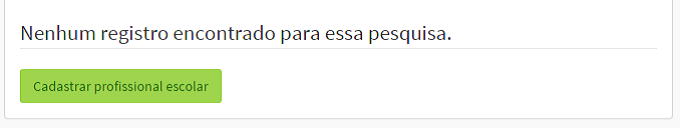 Nenhum registro encontrado para essa pesquisa.
Cadastrar profissional escolar